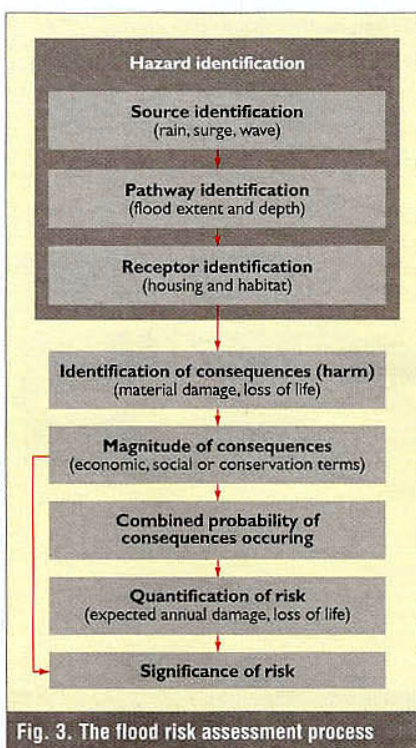 Hazard identification
Source identification
(rain, surge, wave)
Pathway identification
(flood extent and depth)
Receptor identification
(housing and habitat)
Identification of consequences (harm)
(material damage, loss of life)
Magnitude of consequences
(economic, social or conservation terms)
Combined probability of
consequences occuring
Quantification of risk
(expected annual damage, loss of life)
Significance of risk
Fig. 3. The flood risk assessment process